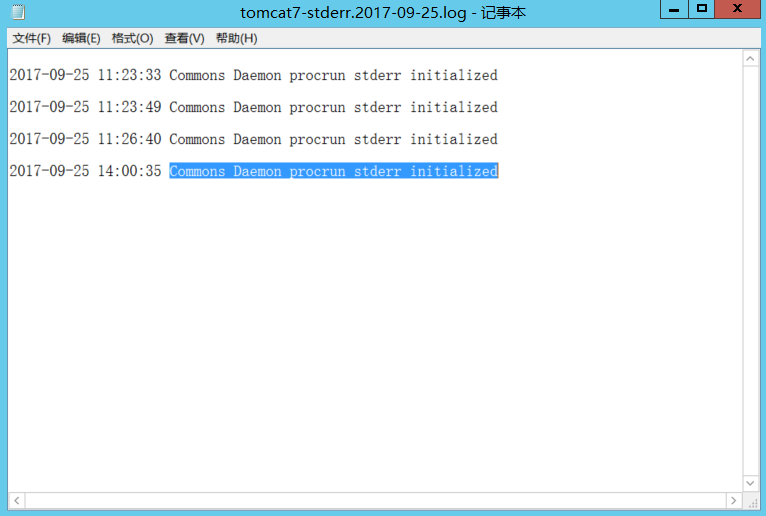 tomcat7-stderr.2017-09-25.log - 记事本
文件(F) 编辑(E) 格式(O) 查看(V) 帮助(H)
2017-09-25 11:23:33 Commons Daemon procrun stderr initialized
2017-09-25 11:23:49 Commons Daemon procrun stderr initialized
2017-09-25 11:26:40 Commons Daemon procrun stderr initialized
2017-09-25 14:00:35 Commons Daemon procrun stderr initialized